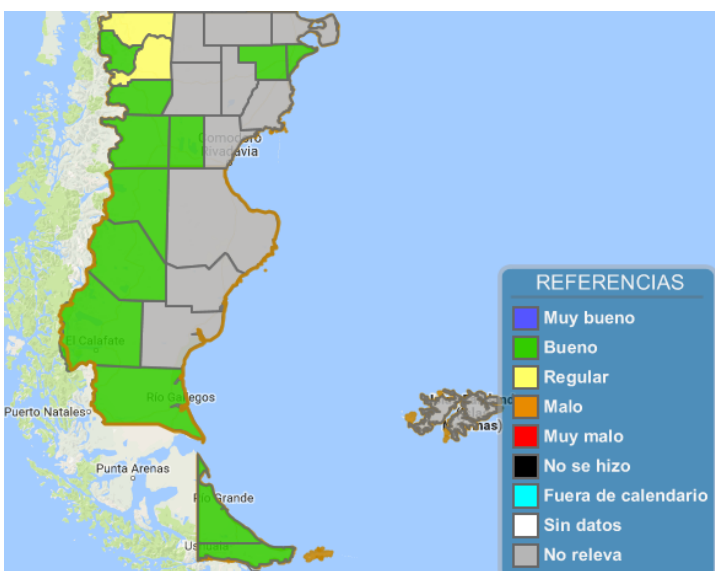 Comodoro
Rivadavia
El Calafate
Río Gallegos
Puerto Natales
Punta Arenas
Río Grande
Ushuaia
REFERENCIAS
Muy bueno
Bueno
Regular
Malo
Muy malo
No se hizo
Fuera de calendario
Sin datos
No releva